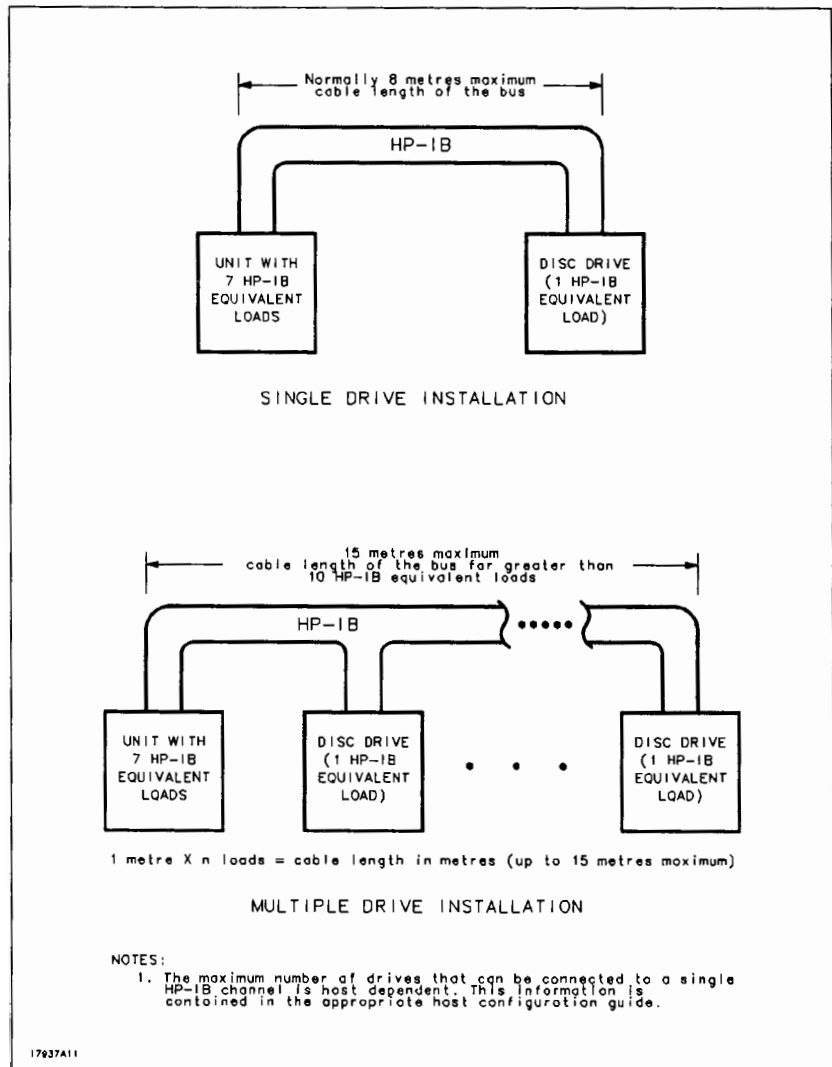 Normally 8 metres maximum
cable length of the bus
HP-IB
UNIT WITH
7 HP-IB
EQUIVALENT
LOADS
DISC DRIVE
(1 HP-IB
EQUIVALENT
LOAD)
SINGLE DRIVE INSTALLATION
15 metres maximum
cable length of the bus for greater than
10 HP-IB equivalent loads
HP-IB
UNIT WITH
7 HP-IB
EQUIVALENT
LOADS
DISC DRIVE
(1 HP-IB
EQUIVALENT
LOAD)
DISC DRIVE
(1 HP-IB
EQUIVALENT
LOAD)
1 metre X n loads = cable length in metres (up to 15 metres maximum)
MULTIPLE DRIVE INSTALLATION
NOTES:
1. The maximum number of drives that can be connected to a single
HP-IB channel is host dependent. This information is
contained in the appropriate host configuration guide.
17937A11